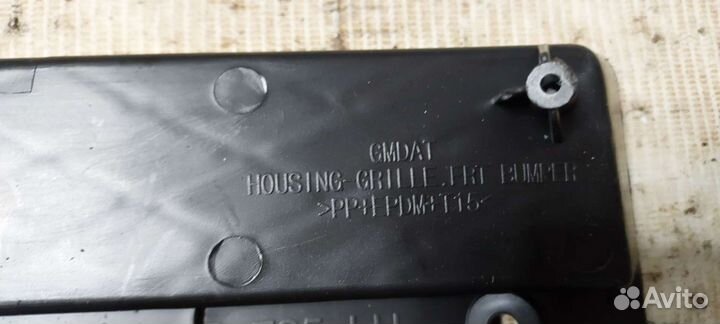 GMDAT
HOUSING-GRILLE.FRT BUMPER
>PP+EPDM+T15<
Avito